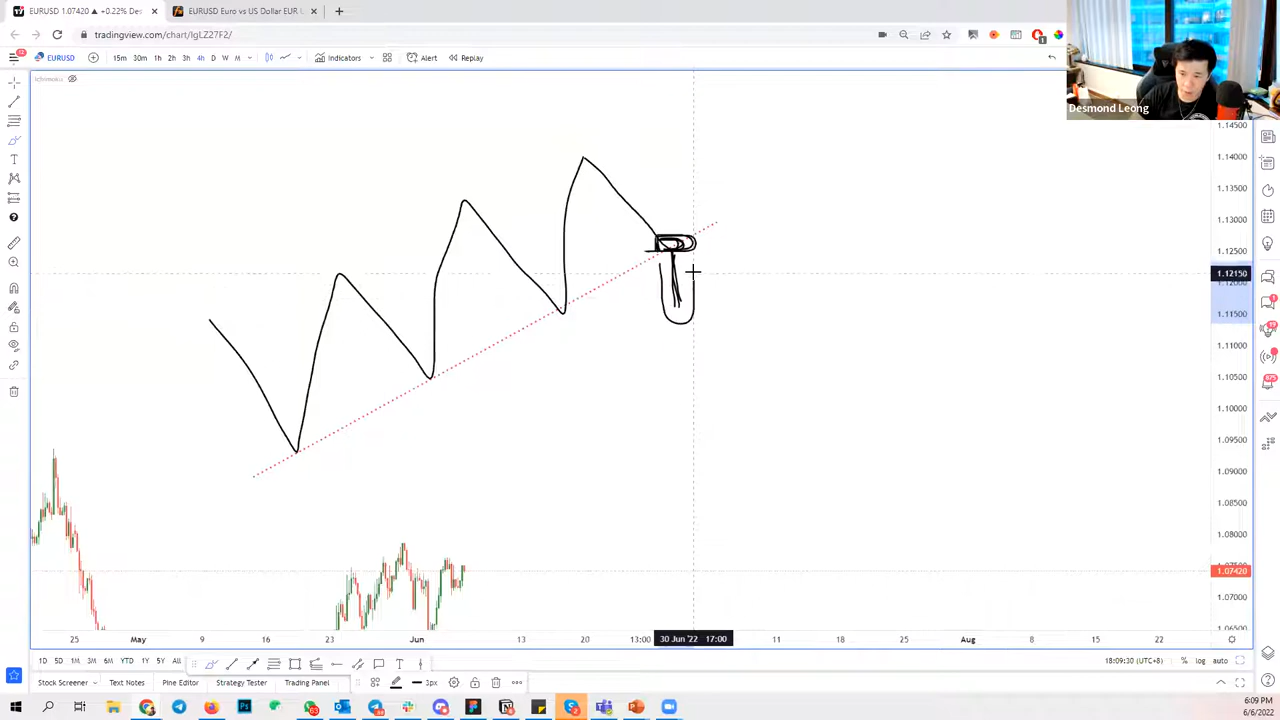 EURUSD 1.07420 ▲ +0.22% Des
EURUSD Euro vs US Dollar EUR U
tradingview.com/chart/IgLZ27F2/
EURUSD
15m 30m 1h 2h 3h 4h D W M
Indicators
Alert
Replay
Ichimoku
Desmond Leong
1.14500
1.14000
1.13500
1.13000
1.12500
1.12150
1.12000
1.11500
1.11000
1.10500
1.10000
1.09500
1.09000
1.08500
1.08000
1.07420
1.07000
1.06500
25 May 9 16 23 Jun 13 20 13:00 30 Jun '22 17:00 11 18 25 Aug 8 15 22
1D 5D 1M 3M 6M YTD 1Y 5Y All
18:09:30 (UTC+8) % log auto
Stock Screener Text Notes Pine Editor Strategy Tester Trading Panel
3px
6:09 PM
6/6/2022